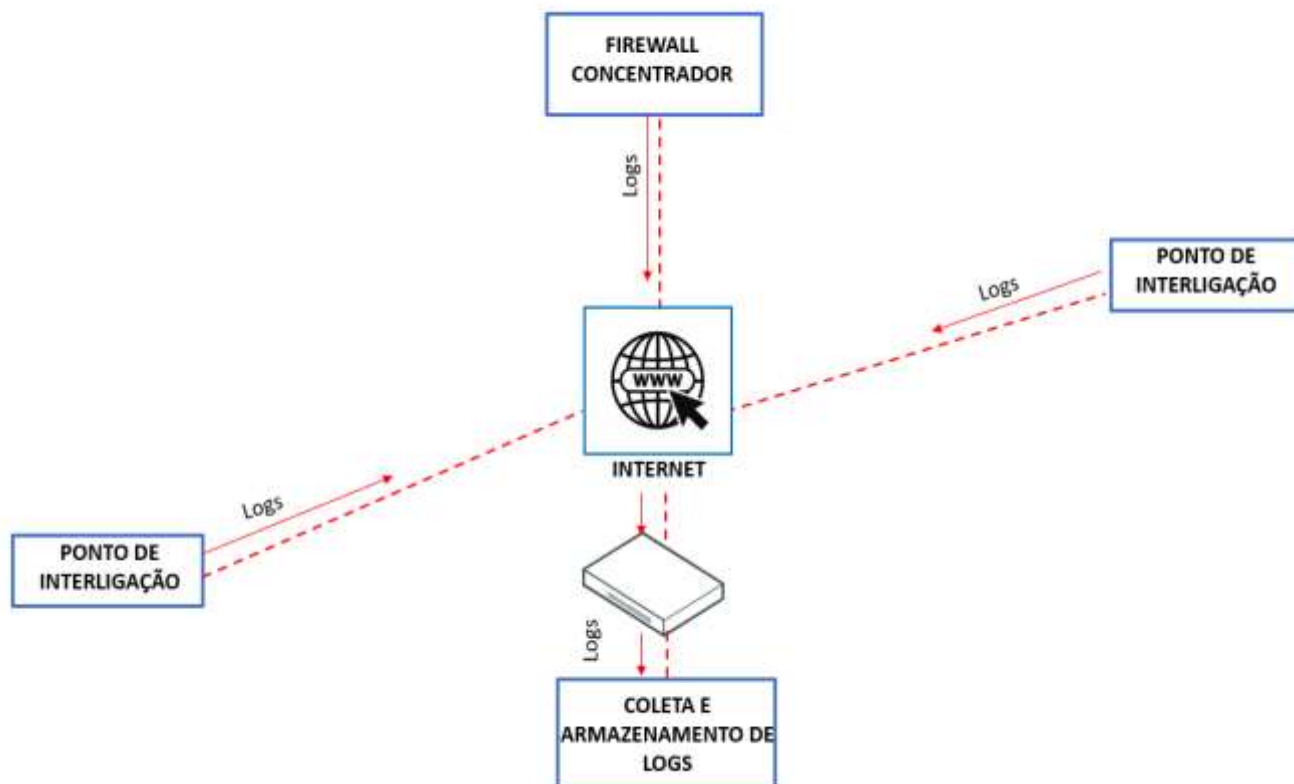 FIREWALL
CONCENTRADOR
Logs
PONTO DE
INTERLIGAÇÃO
Logs
WWW
INTERNET
Logs
PONTO DE
INTERLIGAÇÃO
Logs
COLETA E
ARMAZENAMENTO DE
LOGS